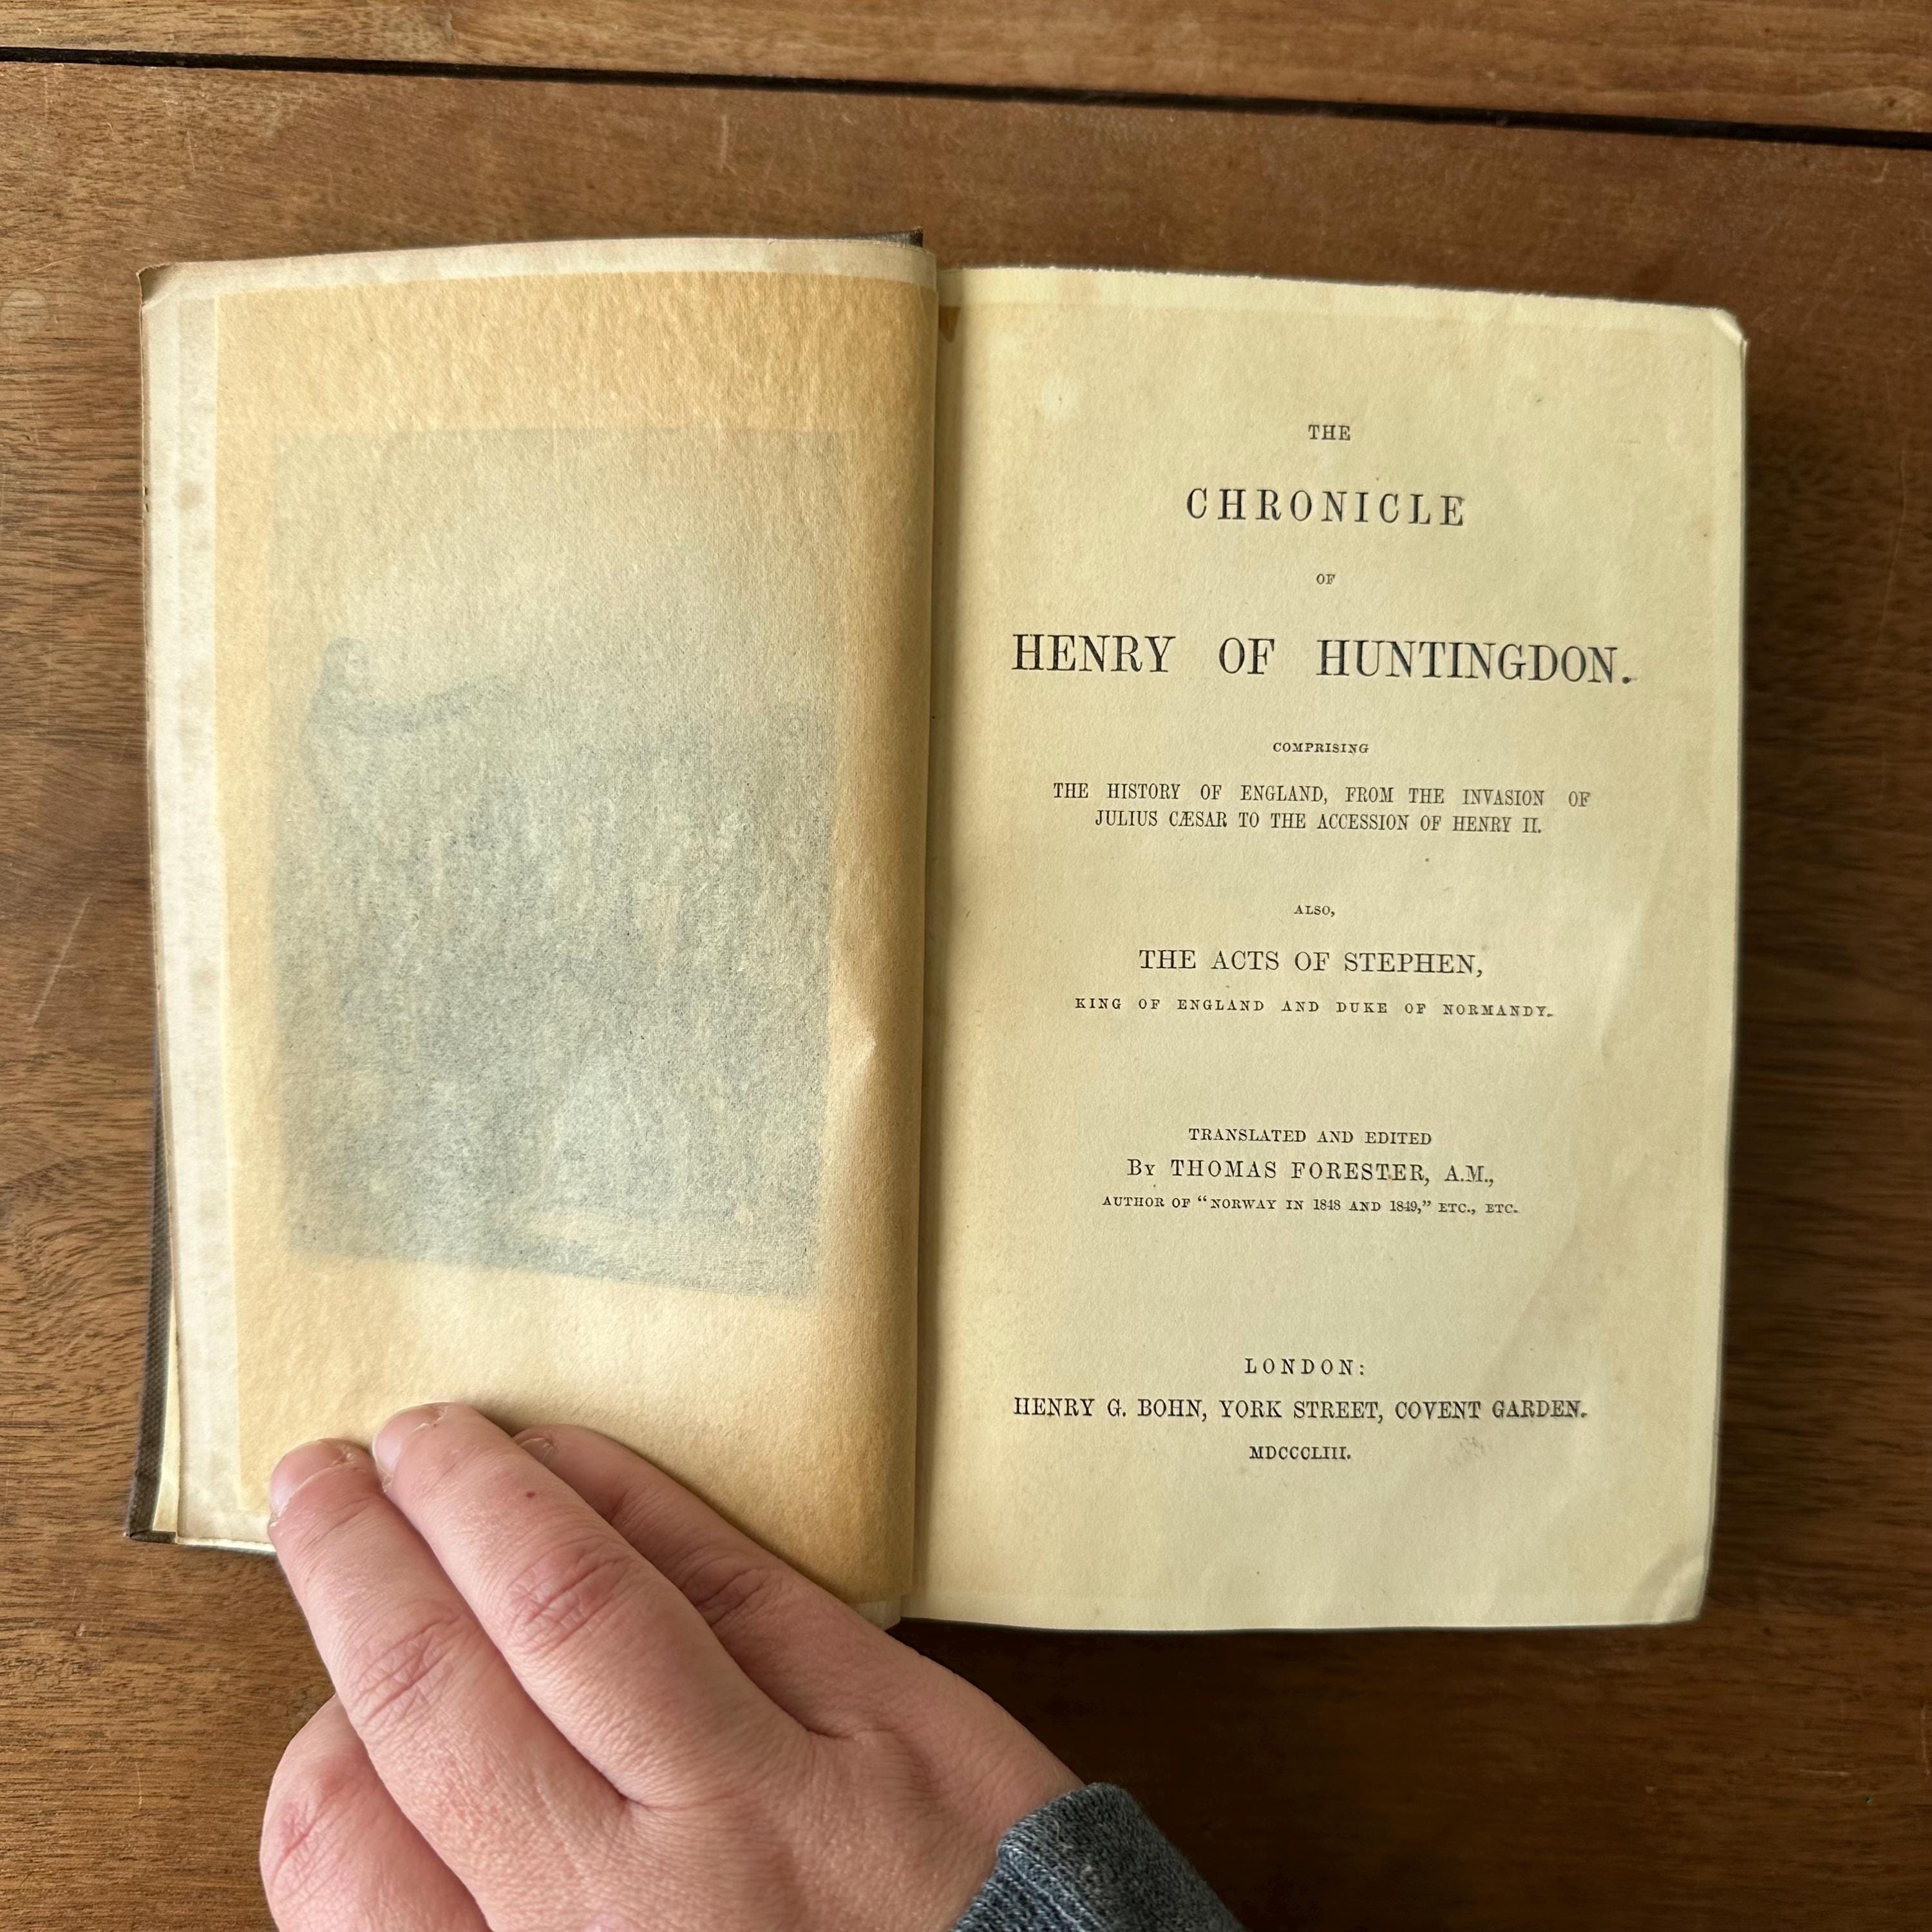 THE
CHRONICLE
OF
HENRY OF HUNTINGDON.
COMPRISING
THE HISTORY OF ENGLAND, FROM THE INVASION OF
JULIUS CÆSAR TO THE ACCESSION OF HENRY II.
ALSO,
THE ACTS OF STEPHEN,
KING OF ENGLAND AND DUKE OF NORMANDY.
TRANSLATED AND EDITED
By THOMAS FORESTER, A.M.,
AUTHOR OF “NORWAY IN 1848 AND 1849,” ETC., ETC.
LONDON:
HENRY G. BOHN, YORK STREET, COVENT GARDEN.
MDCCCLIII.